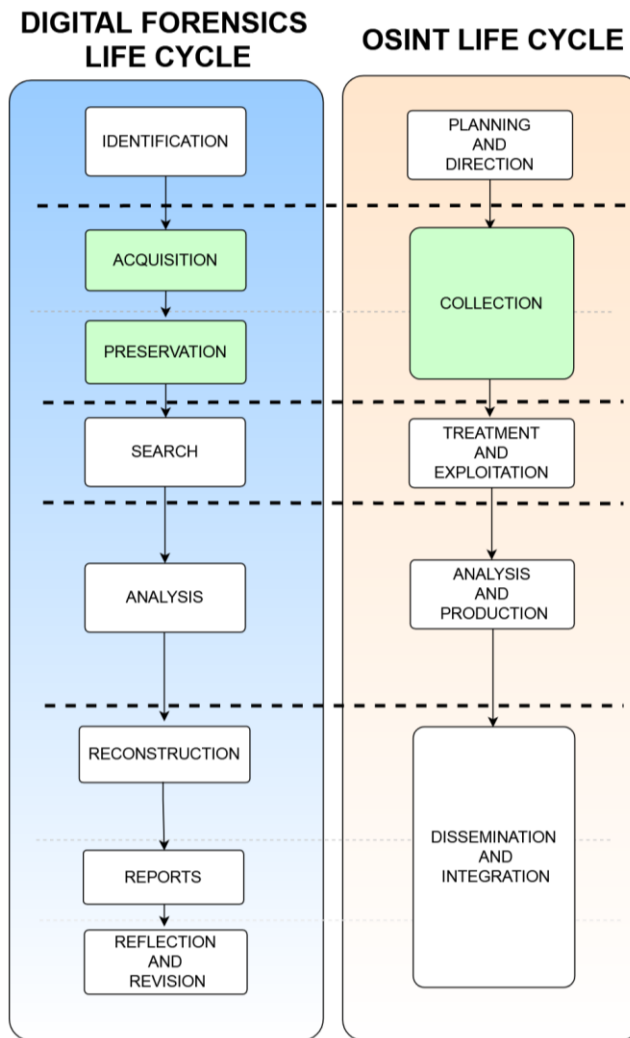 DIGITAL FORENSICS
LIFE CYCLE
IDENTIFICATION
ACQUISITION
PRESERVATION
SEARCH
ANALYSIS
RECONSTRUCTION
REPORTS
REFLECTION
AND
REVISION
OSINT LIFE CYCLE
PLANNING
AND
DIRECTION
COLLECTION
TREATMENT
AND
EXPLOITATION
ANALYSIS
AND
PRODUCTION
DISSEMINATION
AND
INTEGRATION